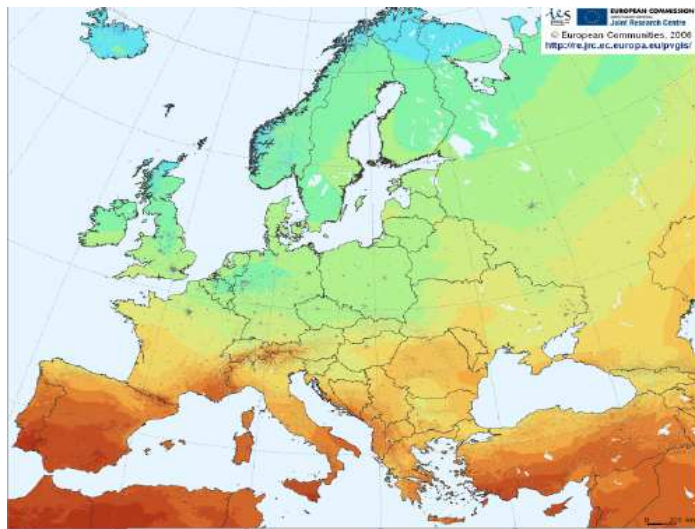 EUROPEAN COMMISSION
Joint Research Centre
© European Communities, 2006
http://re.jrc.ec.europa.eu/pvgis/